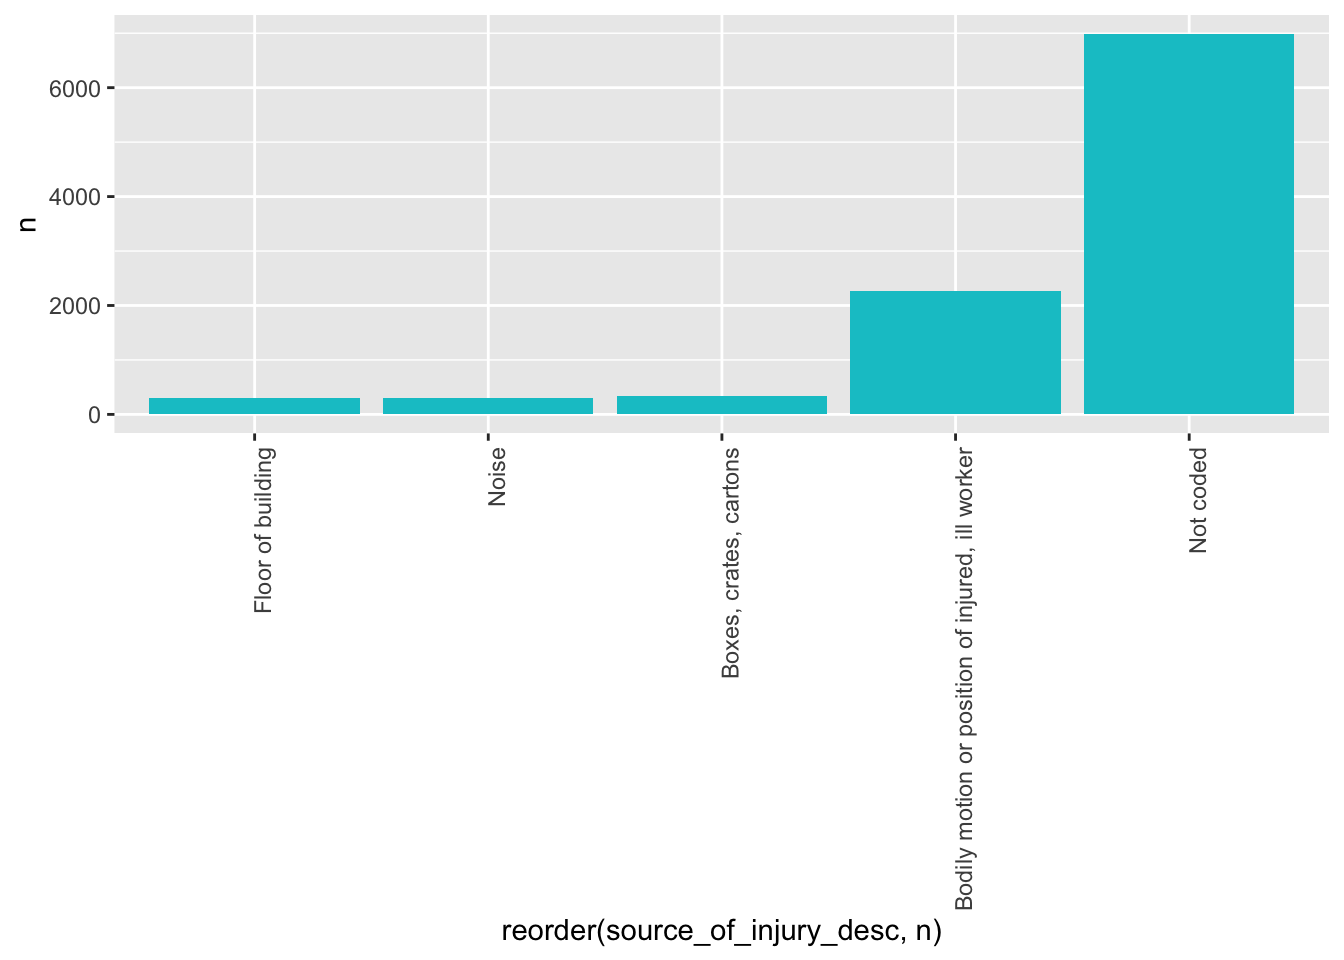 6000
4000
2000
0
n
Floor of building
Noise
Boxes, crates, cartons
Bodily motion or position of injured, ill worker
Not coded
reorder(source_of_injury_desc, n)